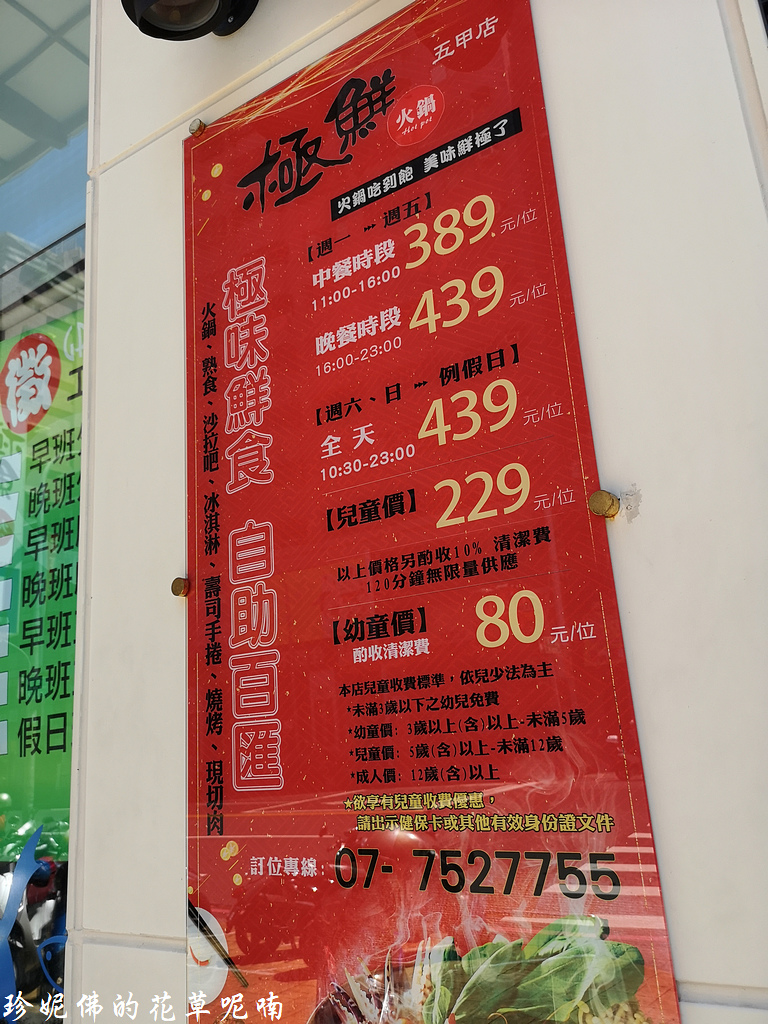 五甲店
極鮮
火鍋
Hot pot
火鍋吃到飽 美味鮮極了
【週一 ➸ 週五】
中餐時段 389 元/位
11:00-16:00
晚餐時段 439 元/位
16:00-23:00
【週六、日 ➸ 例假日】
全天 439 元/位
10:30-23:00
【兒童價】 229 元/位
以上價格另酌收10% 清潔費
120分鐘無限量供應
【幼童價】 80 元/位
酌收清潔費
本店兒童收費標準，依兒少法為主
*未滿3歲以下之幼兒免費
*幼童價: 3歲以上(含)以上-未滿5歲
*兒童價: 5歲(含)以上-未滿12歲
*成人價: 12歲(含)以上
★欲享有兒童收費優惠，
請出示健保卡或其他有效身份證文件
訂位專線: 07- 7527755
極味鮮食 自助百匯
火鍋、熟食、沙拉吧、冰淇淋、壽司手捲、燒烤、現切肉
徵
早班
晚班
早班
晚班
早班
晚班
假日
珍妮佛的花草呢喃